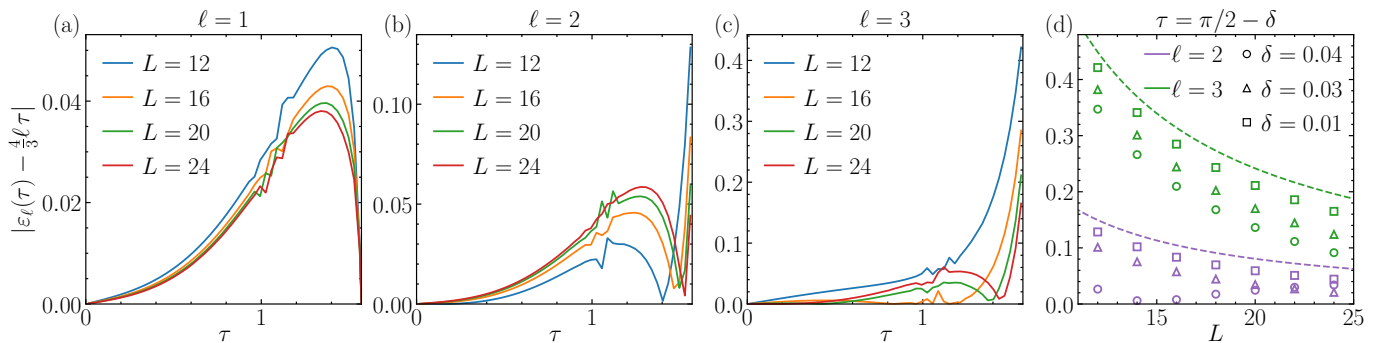 (a) ℓ = 1
(b) ℓ = 2
(c) ℓ = 3
(d) τ = π/2 − δ
|ε_ℓ(τ) − 4/3 ℓ τ|
0.00
0.02
0.04
L = 12
L = 16
L = 20
L = 24
0
1
τ
0.00
0.05
0.10
L = 12
L = 16
L = 20
L = 24
0
1
τ
0.0
0.1
0.2
0.3
0.4
L = 12
L = 16
L = 20
L = 24
0
1
τ
0.0
0.1
0.2
0.3
0.4
ℓ = 2 δ = 0.04
ℓ = 3 δ = 0.03
δ = 0.01
15 20 25
L